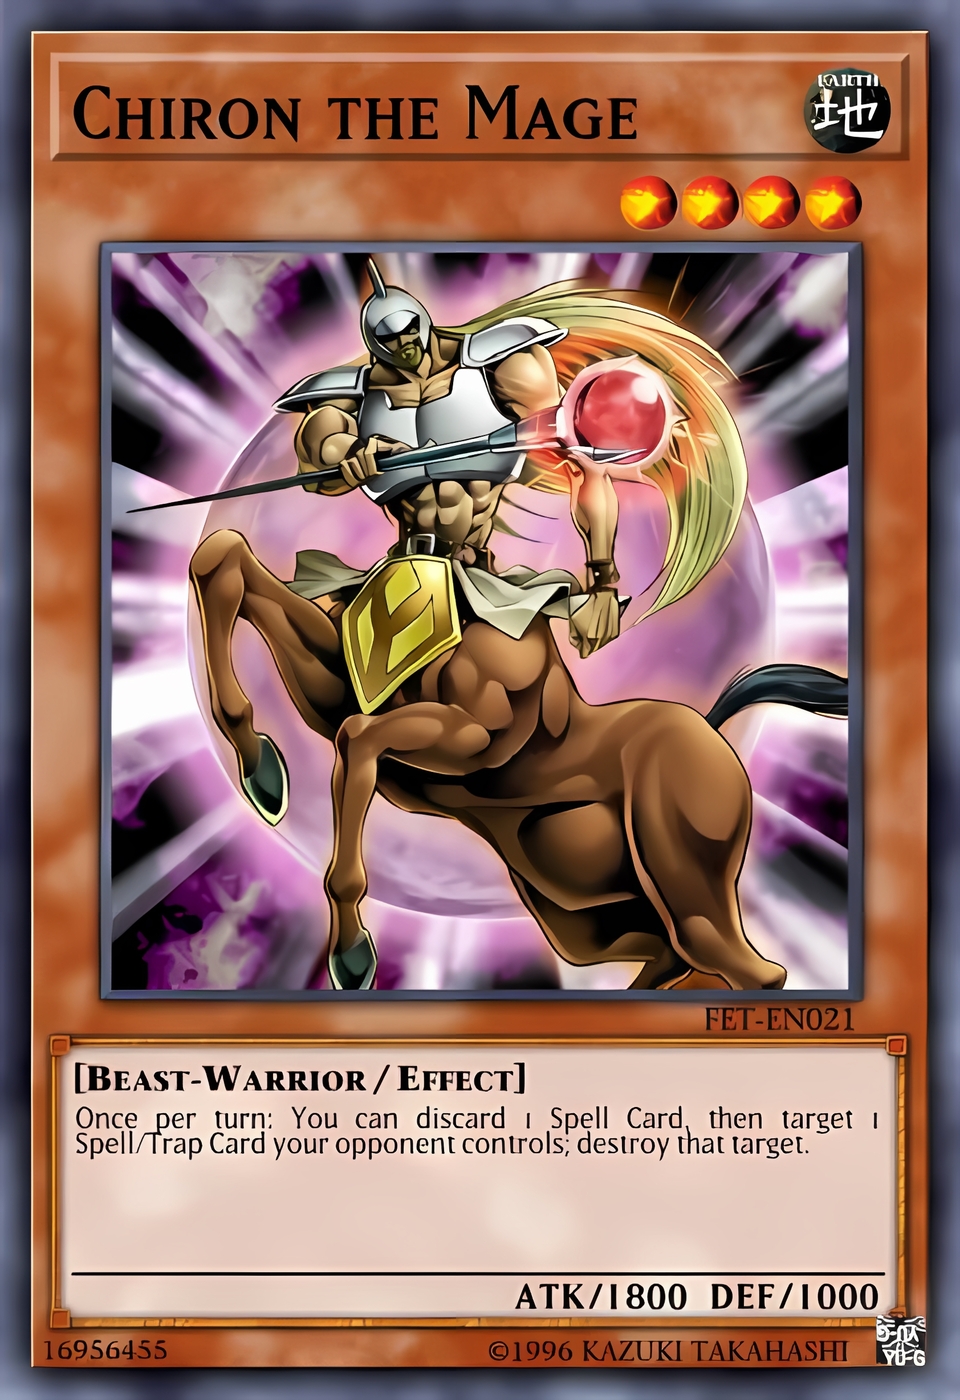 Chiron the Mage
EARTH
地
FET-EN021
[Beast-Warrior / Effect]
Once per turn: You can discard 1 Spell Card, then target 1
Spell/Trap Card your opponent controls; destroy that target.
ATK/1800 DEF/1000
16956455
©1996 KAZUKI TAKAHASHI